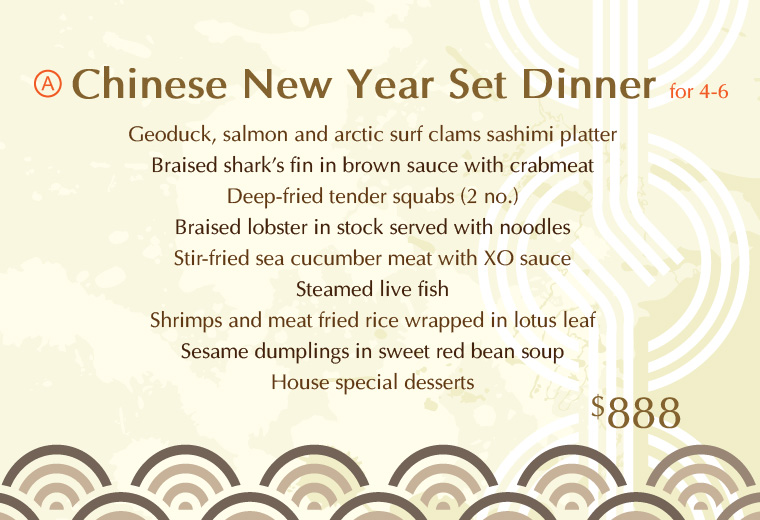 Ⓐ Chinese New Year Set Dinner for 4-6
Geoduck, salmon and arctic surf clams sashimi platter
Braised shark’s fin in brown sauce with crabmeat
Deep-fried tender squabs (2 no.)
Braised lobster in stock served with noodles
Stir-fried sea cucumber meat with XO sauce
Steamed live fish
Shrimps and meat fried rice wrapped in lotus leaf
Sesame dumplings in sweet red bean soup
House special desserts
$888